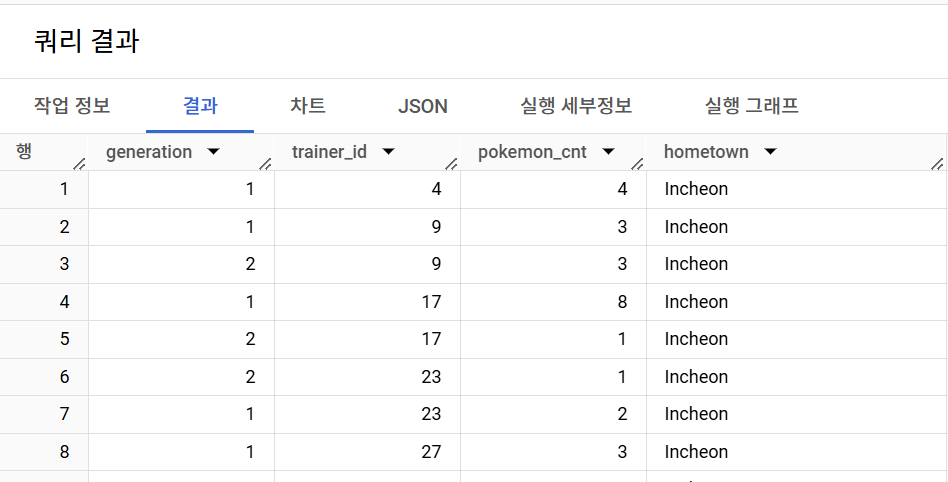 쿼리 결과
작업 정보 결과 차트 JSON 실행 세부정보 실행 그래프
행 generation trainer_id pokemon_cnt hometown
1 1 4 4 Incheon
2 1 9 3 Incheon
3 2 9 3 Incheon
4 1 17 8 Incheon
5 2 17 1 Incheon
6 2 23 1 Incheon
7 1 23 2 Incheon
8 1 27 3 Incheon